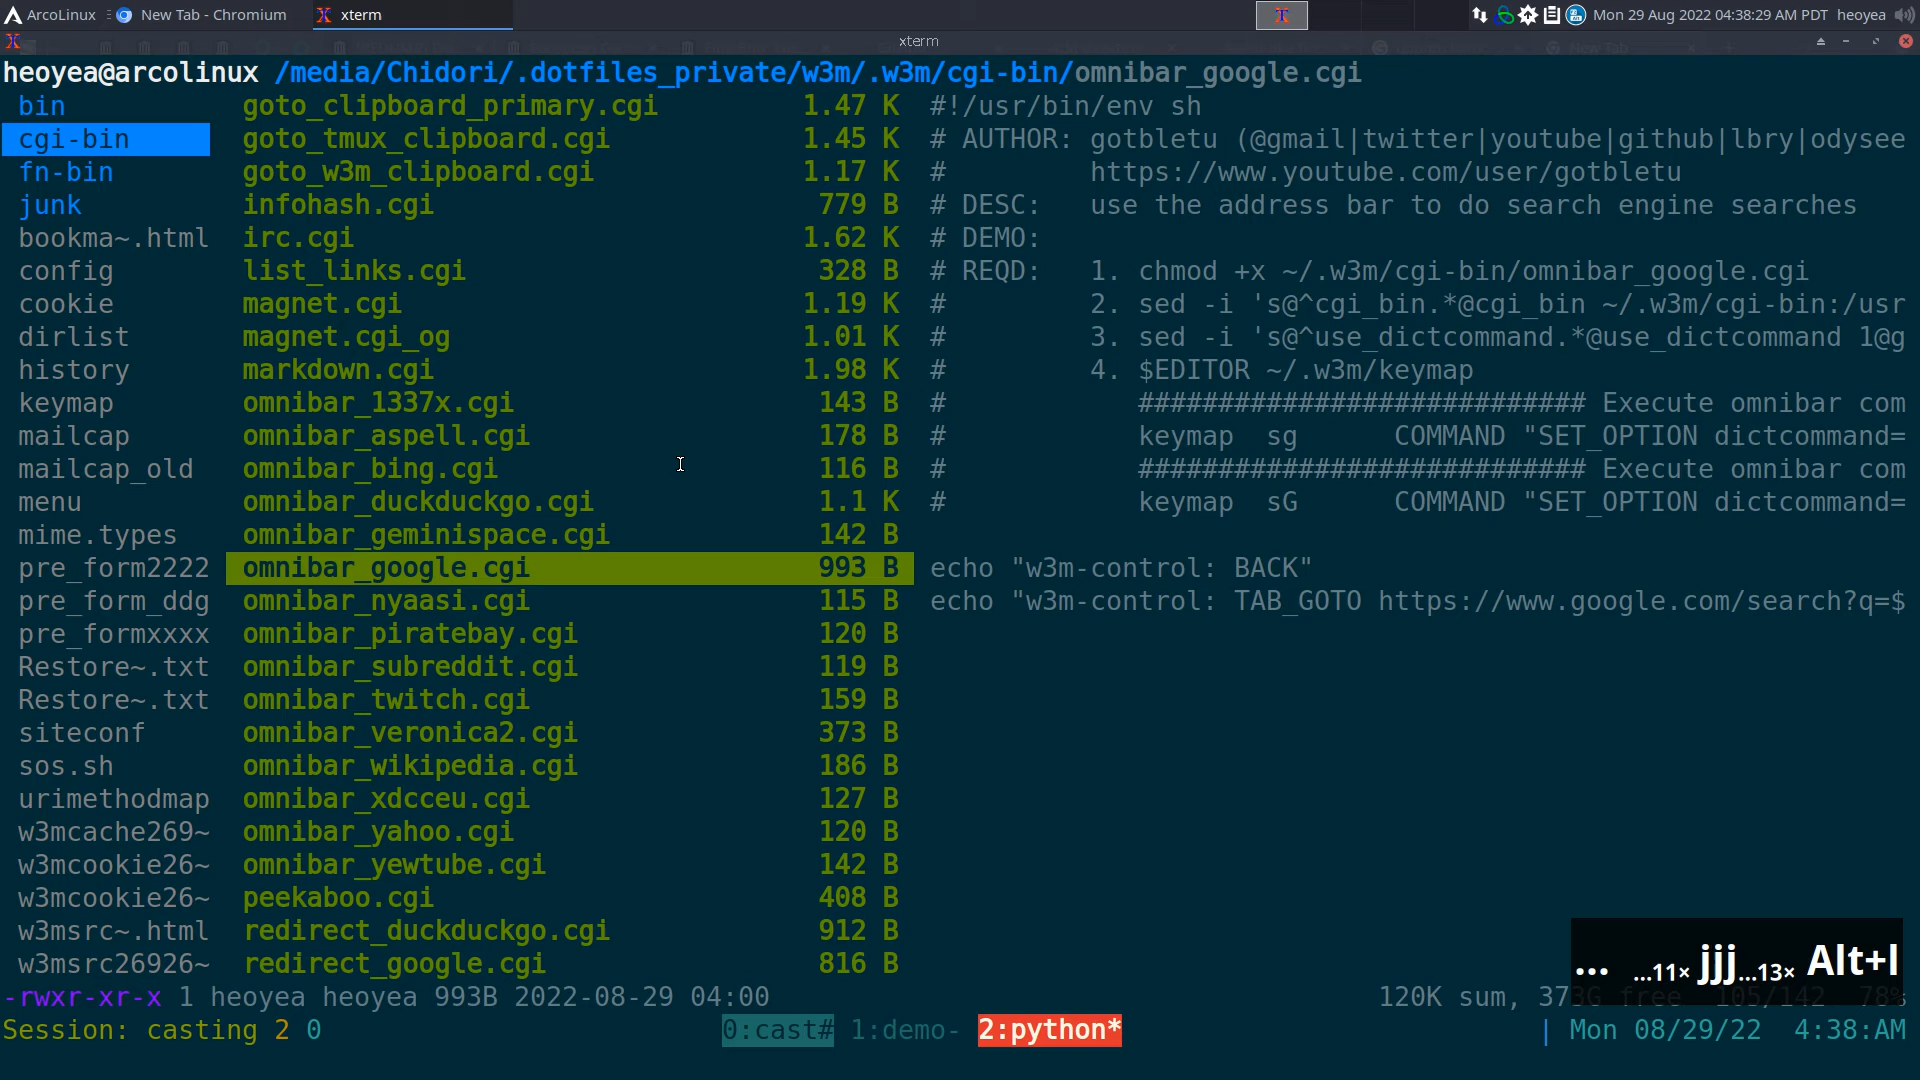 ArcoLinux New Tab - Chromium xterm Mon 29 Aug 2022 04:38:29 AM PDT heoyea
xterm
heoyea@arcolinux /media/Chidori/.dotfiles_private/w3m/.w3m/cgi-bin/omnibar_google.cgi
bin goto_clipboard_primary.cgi 1.47 K #!/usr/bin/env sh
cgi-bin goto_tmux_clipboard.cgi 1.45 K # AUTHOR: gotbletu (@gmail|twitter|youtube|github|lbry|odysee
fn-bin goto_w3m_clipboard.cgi 1.17 K # https://www.youtube.com/user/gotbletu
junk infohash.cgi 779 B # DESC: use the address bar to do search engine searches
bookma~.html irc.cgi 1.62 K # DEMO:
config list_links.cgi 328 B # REQD: 1. chmod +x ~/.w3m/cgi-bin/omnibar_google.cgi
cookie magnet.cgi 1.19 K # 2. sed -i 's@^cgi_bin.*@cgi_bin ~/.w3m/cgi-bin:/usr
dirlist magnet.cgi_og 1.01 K # 3. sed -i 's@^use_dictcommand.*@use_dictcommand 1@g
history markdown.cgi 1.98 K # 4. $EDITOR ~/.w3m/keymap
keymap omnibar_1337x.cgi 143 B # ############################ Execute omnibar com
mailcap omnibar_aspell.cgi 178 B # keymap sg COMMAND "SET_OPTION dictcommand=
mailcap_old omnibar_bing.cgi 116 B # ############################ Execute omnibar com
menu omnibar_duckduckgo.cgi 1.1 K # keymap sG COMMAND "SET_OPTION dictcommand=
mime.types omnibar_geminispace.cgi 142 B
pre_form2222 omnibar_google.cgi 993 B echo "w3m-control: BACK"
pre_form_ddg omnibar_nyaasi.cgi 115 B echo "w3m-control: TAB_GOTO https://www.google.com/search?q=$
pre_formxxxx omnibar_piratebay.cgi 120 B
Restore~.txt omnibar_subreddit.cgi 119 B
Restore~.txt omnibar_twitch.cgi 159 B
siteconf omnibar_veronica2.cgi 373 B
sos.sh omnibar_wikipedia.cgi 186 B
urimethodmap omnibar_xdcceu.cgi 127 B
w3mcache269~ omnibar_yahoo.cgi 120 B
w3mcookie26~ omnibar_yewtube.cgi 142 B
w3mcookie26~ peekaboo.cgi 408 B
w3msrc~.html redirect_duckduckgo.cgi 912 B
w3msrc26926~ redirect_google.cgi 816 B
... ...11× jjj...13× Alt+l
-rwxr-xr-x 1 heoyea heoyea 993B 2022-08-29 04:00 120K sum, 373G free 105/142 78%
Session: casting 2 0 0:cast# 1:demo- 2:python* | Mon 08/29/22 4:38:AM